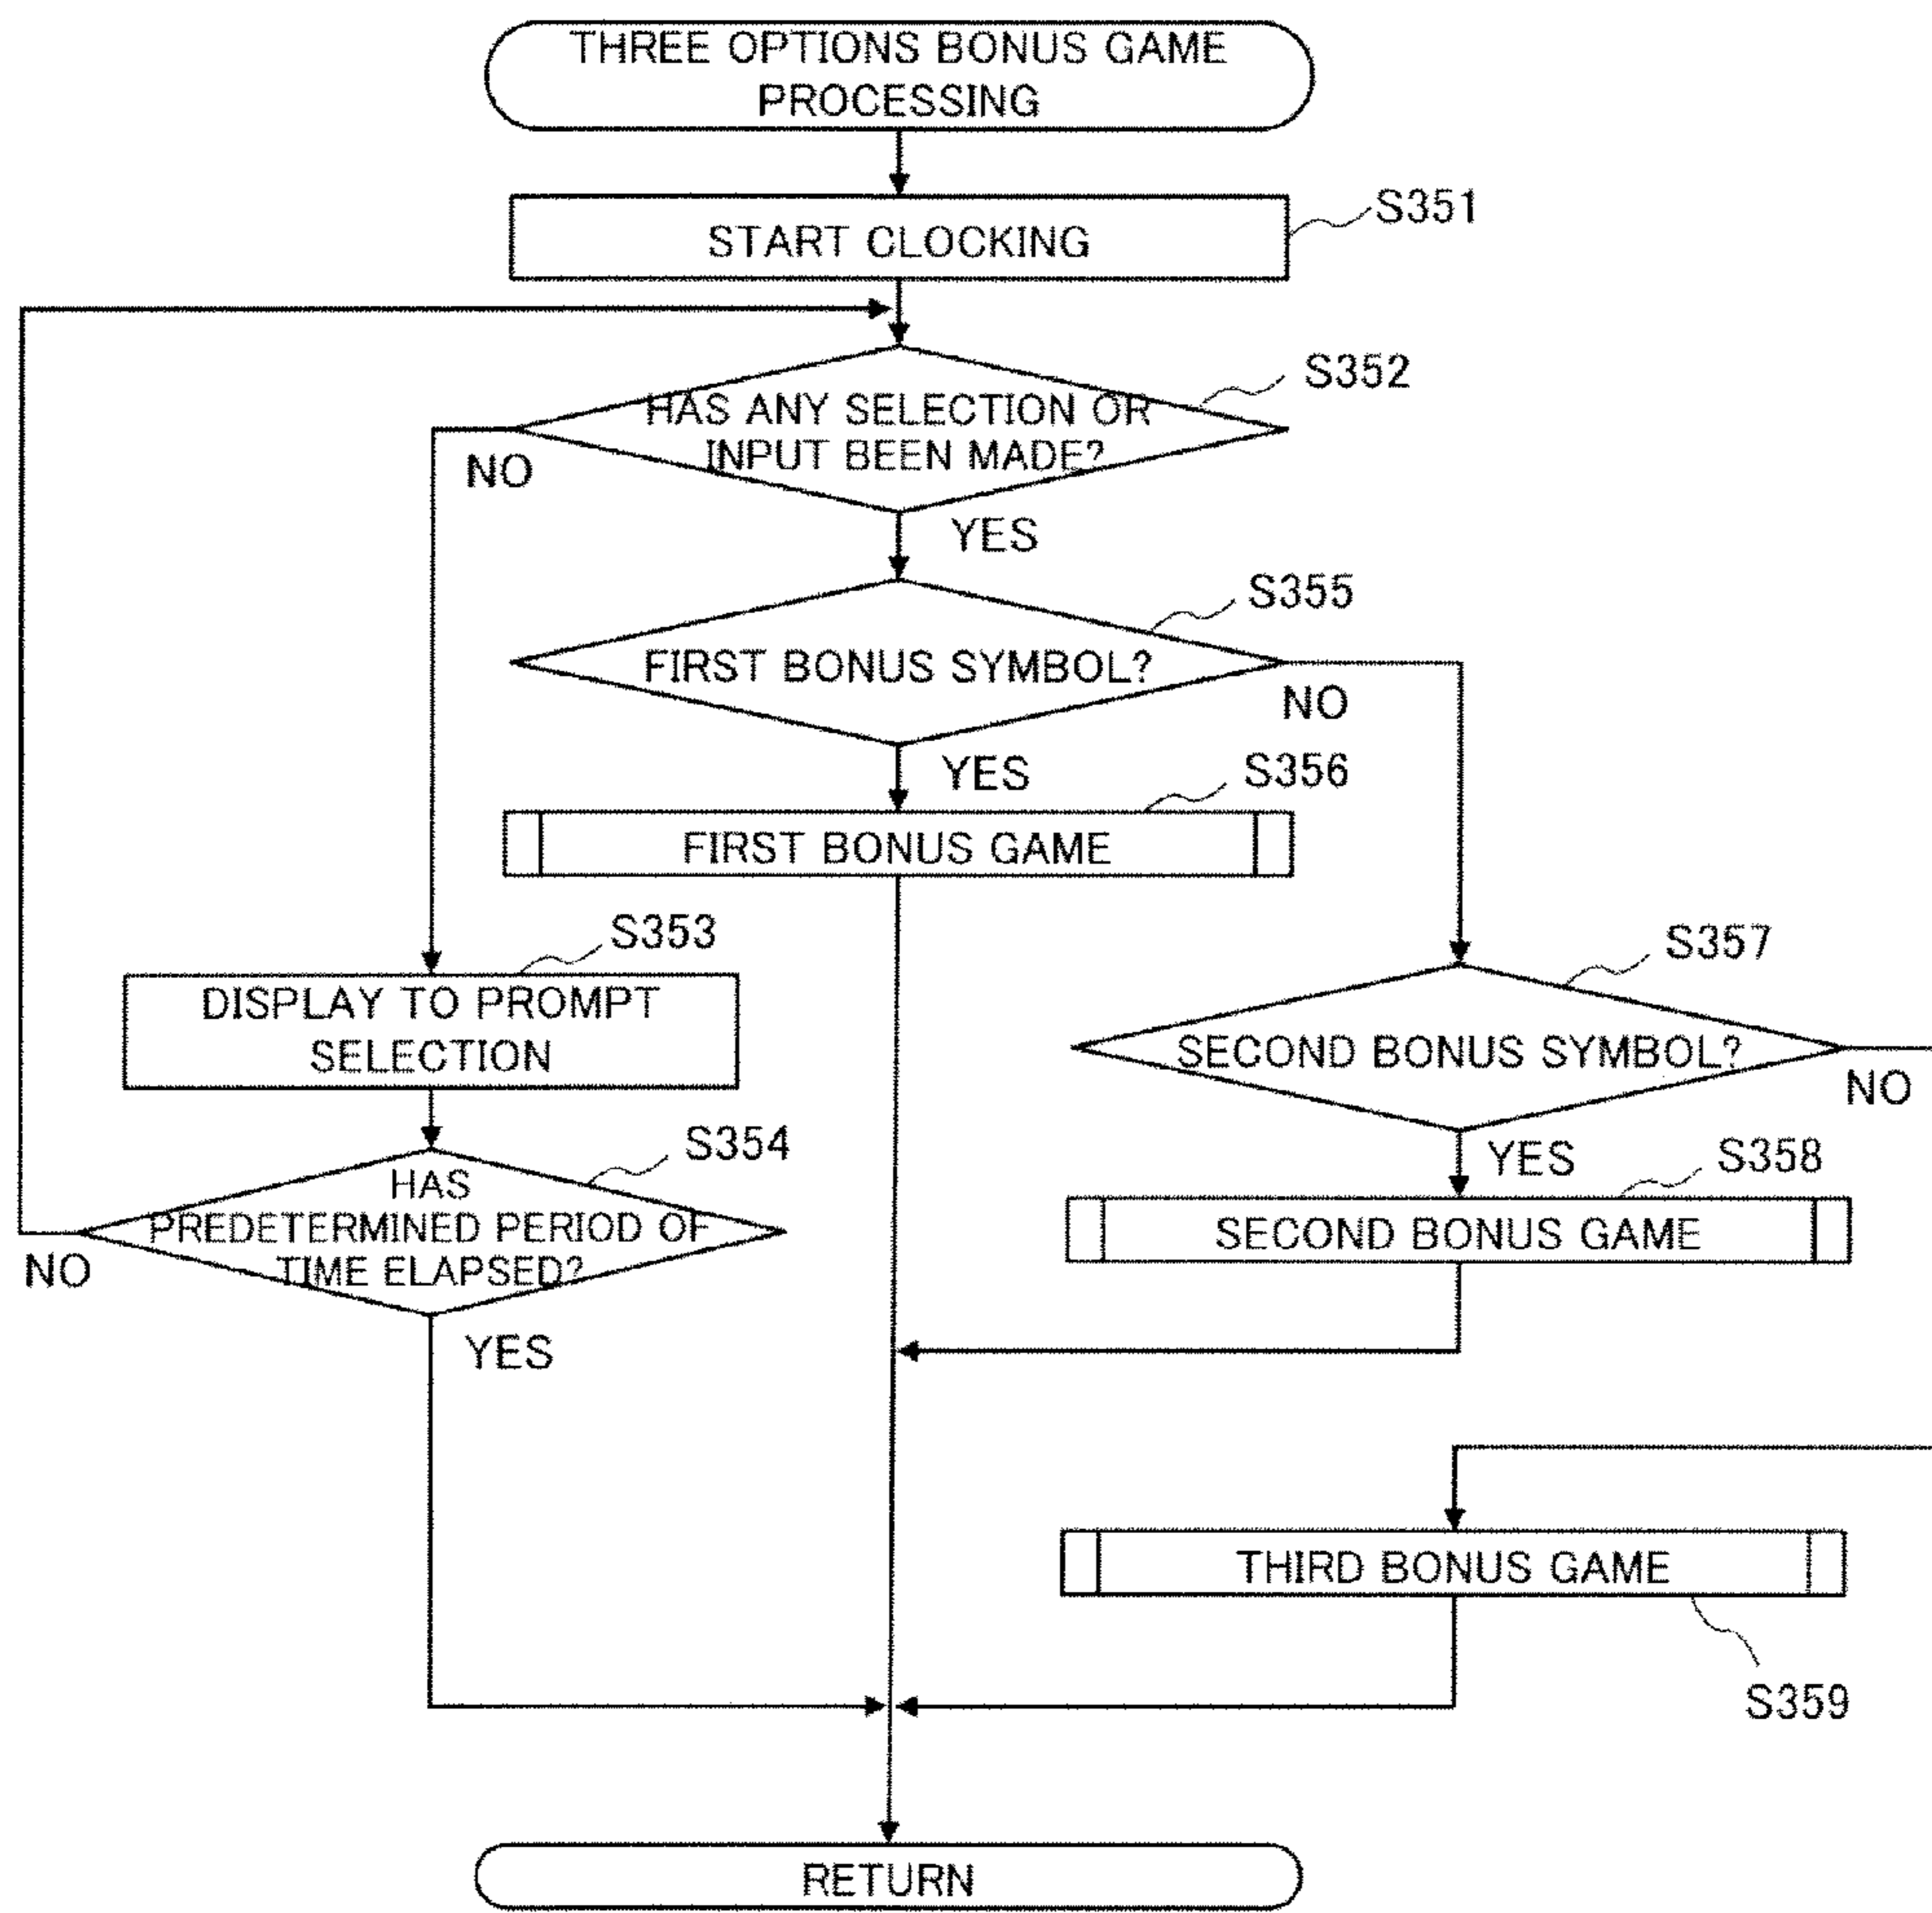 THREE OPTIONS BONUS GAME
PROCESSING
START CLOCKING
S351
HAS ANY SELECTION OR
INPUT BEEN MADE?
S352
NO
YES
FIRST BONUS SYMBOL?
S355
NO
YES
S356
FIRST BONUS GAME
S353
DISPLAY TO PROMPT
SELECTION
S357
SECOND BONUS SYMBOL?
NO
S354
HAS
PREDETERMINED PERIOD OF
TIME ELAPSED?
NO
YES
YES
S358
SECOND BONUS GAME
THIRD BONUS GAME
S359
RETURN